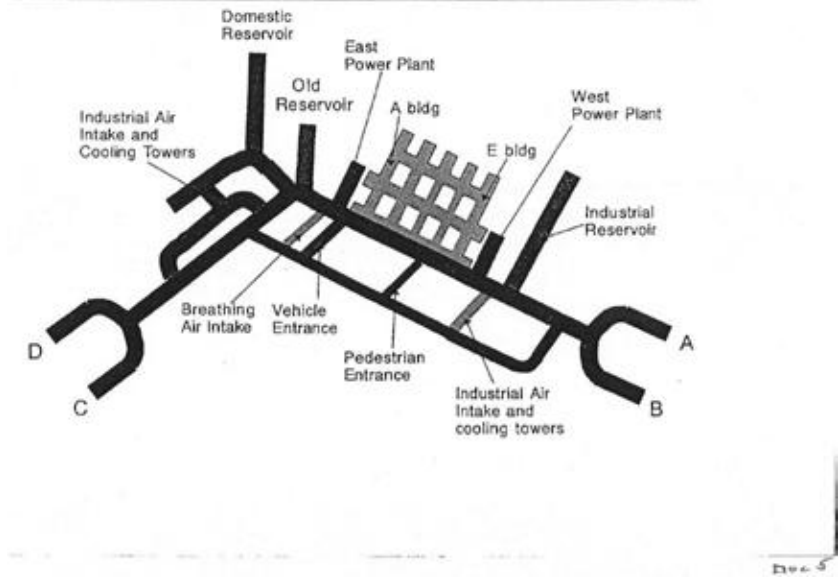 Domestic
Reservoir
East
Power Plant
Old
Reservoir
A bldg
West
Power Plant
Industrial Air
Intake and
Cooling Towers
E bldg
Industrial
Reservoir
Breathing
Air Intake
Vehicle
Entrance
Pedestrian
Entrance
Industrial Air
Intake and
cooling towers
D
C
A
B